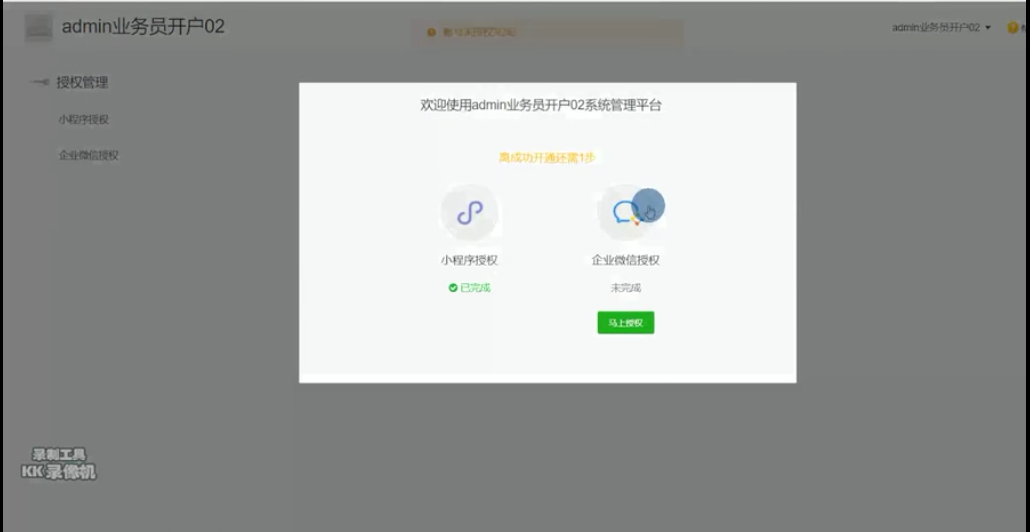 admin业务员开户02
admin业务员开户02
授权管理
小程序授权
企业微信授权
欢迎使用admin业务员开户02系统管理平台
离成功开通还需1步
小程序授权
企业微信授权
已完成
未完成
马上授权
录制工具
KK录像机